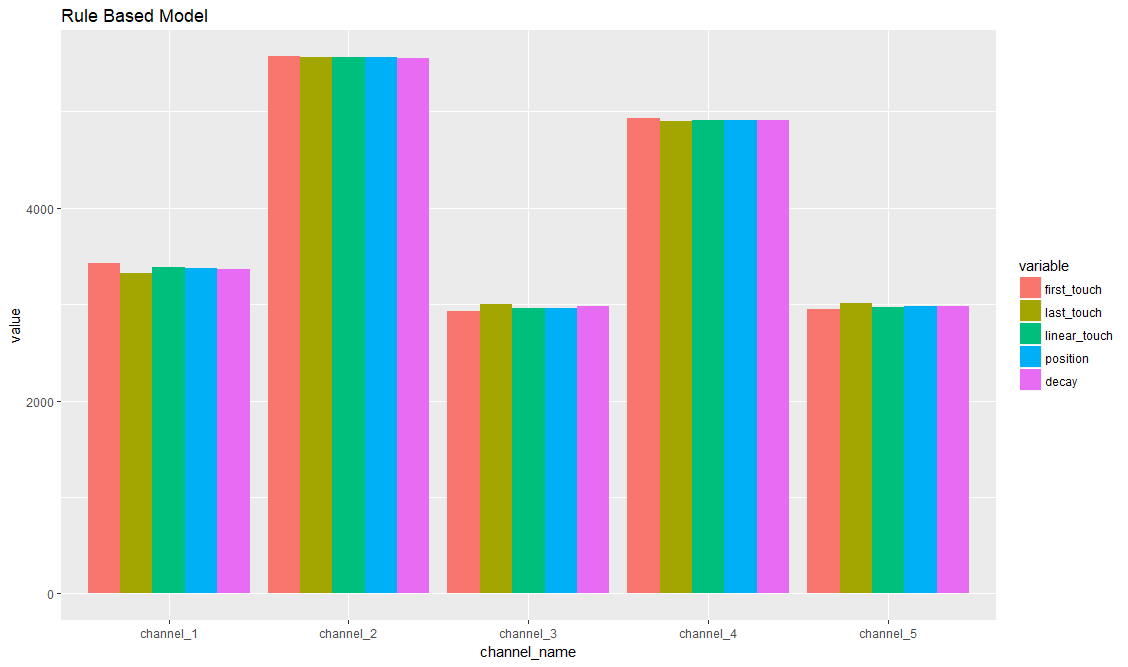 Rule Based Model
value
4000
2000
0
channel_1
channel_2
channel_3
channel_4
channel_5
channel_name
variable
first_touch
last_touch
linear_touch
position
decay